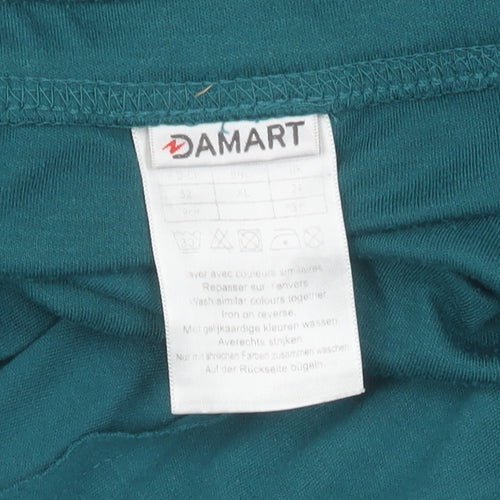 DAMART
52 XL 24
Laver avec couleurs similaires.
Repasser sur l'envers
Wash similar colours together.
Iron on reverse.
Met gelijkaardige kleuren wassen.
Averechts strijken.
Nur mit ähnlichen Farben zusammen waschen
Auf der Rückseite bügeln.